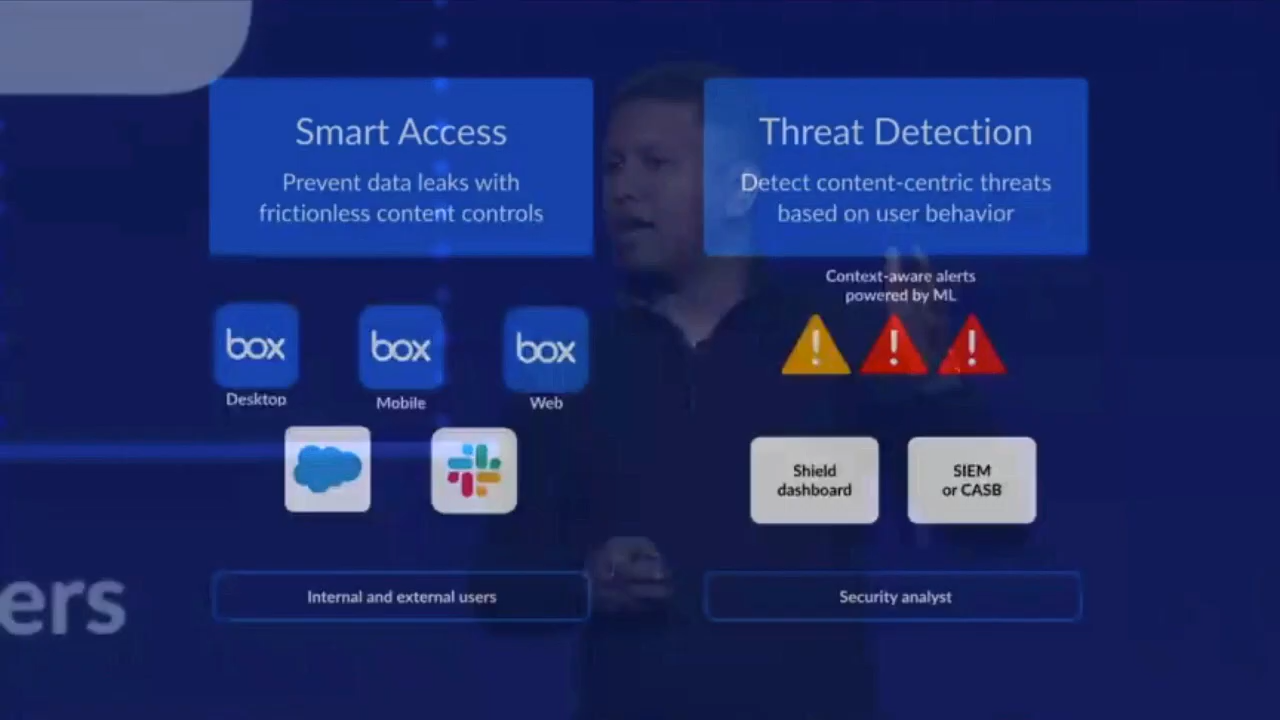 Smart Access
Prevent data leaks with
frictionless content controls
Threat Detection
Detect content-centric threats
based on user behavior
Context-aware alerts
powered by ML
box
box
box
Desktop
Mobile
Web
Shield
dashboard
SIEM
or CASB
ers
Internal and external users
Security analyst